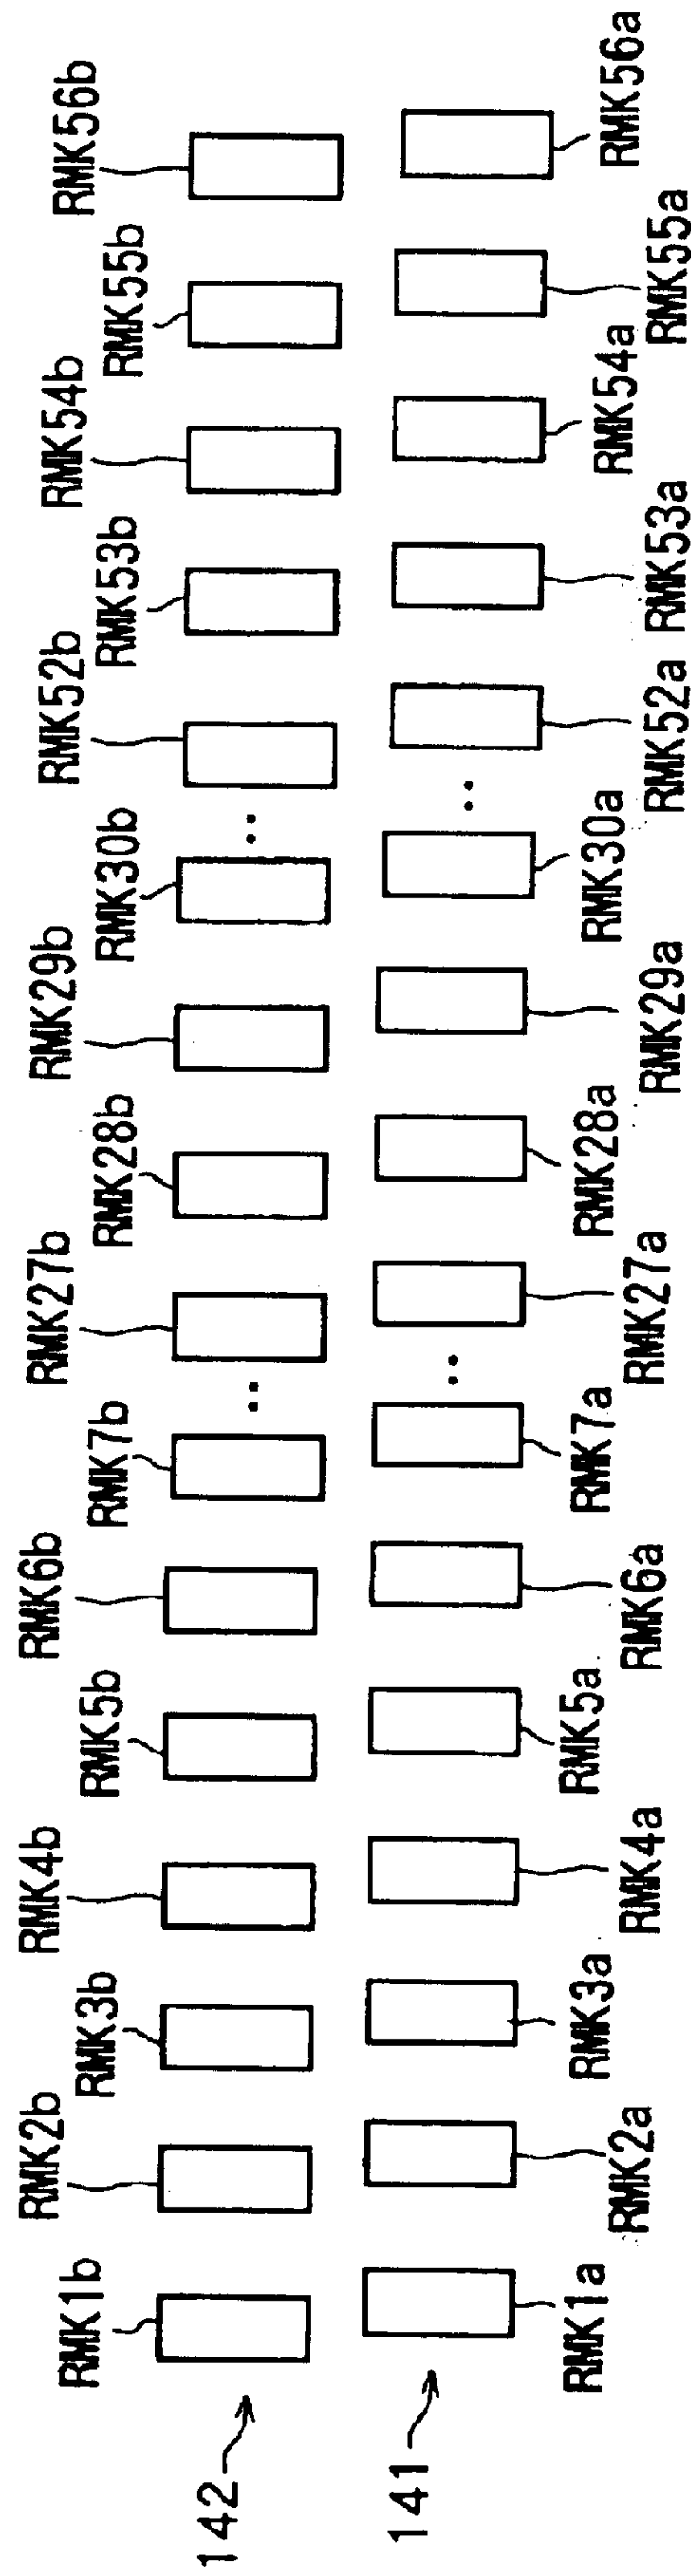 142
RMK1b
RMK2b
RMK3b
RMK4b
RMK5b
RMK6b
RMK7b
RMK27b
RMK28b
RMK29b
RMK30b
RMK52b
RMK53b
RMK54b
RMK55b
RMK56b
141
RMK1a
RMK2a
RMK3a
RMK4a
RMK5a
RMK6a
RMK7a
RMK27a
RMK28a
RMK29a
RMK30a
RMK52a
RMK53a
RMK54a
RMK55a
RMK56a